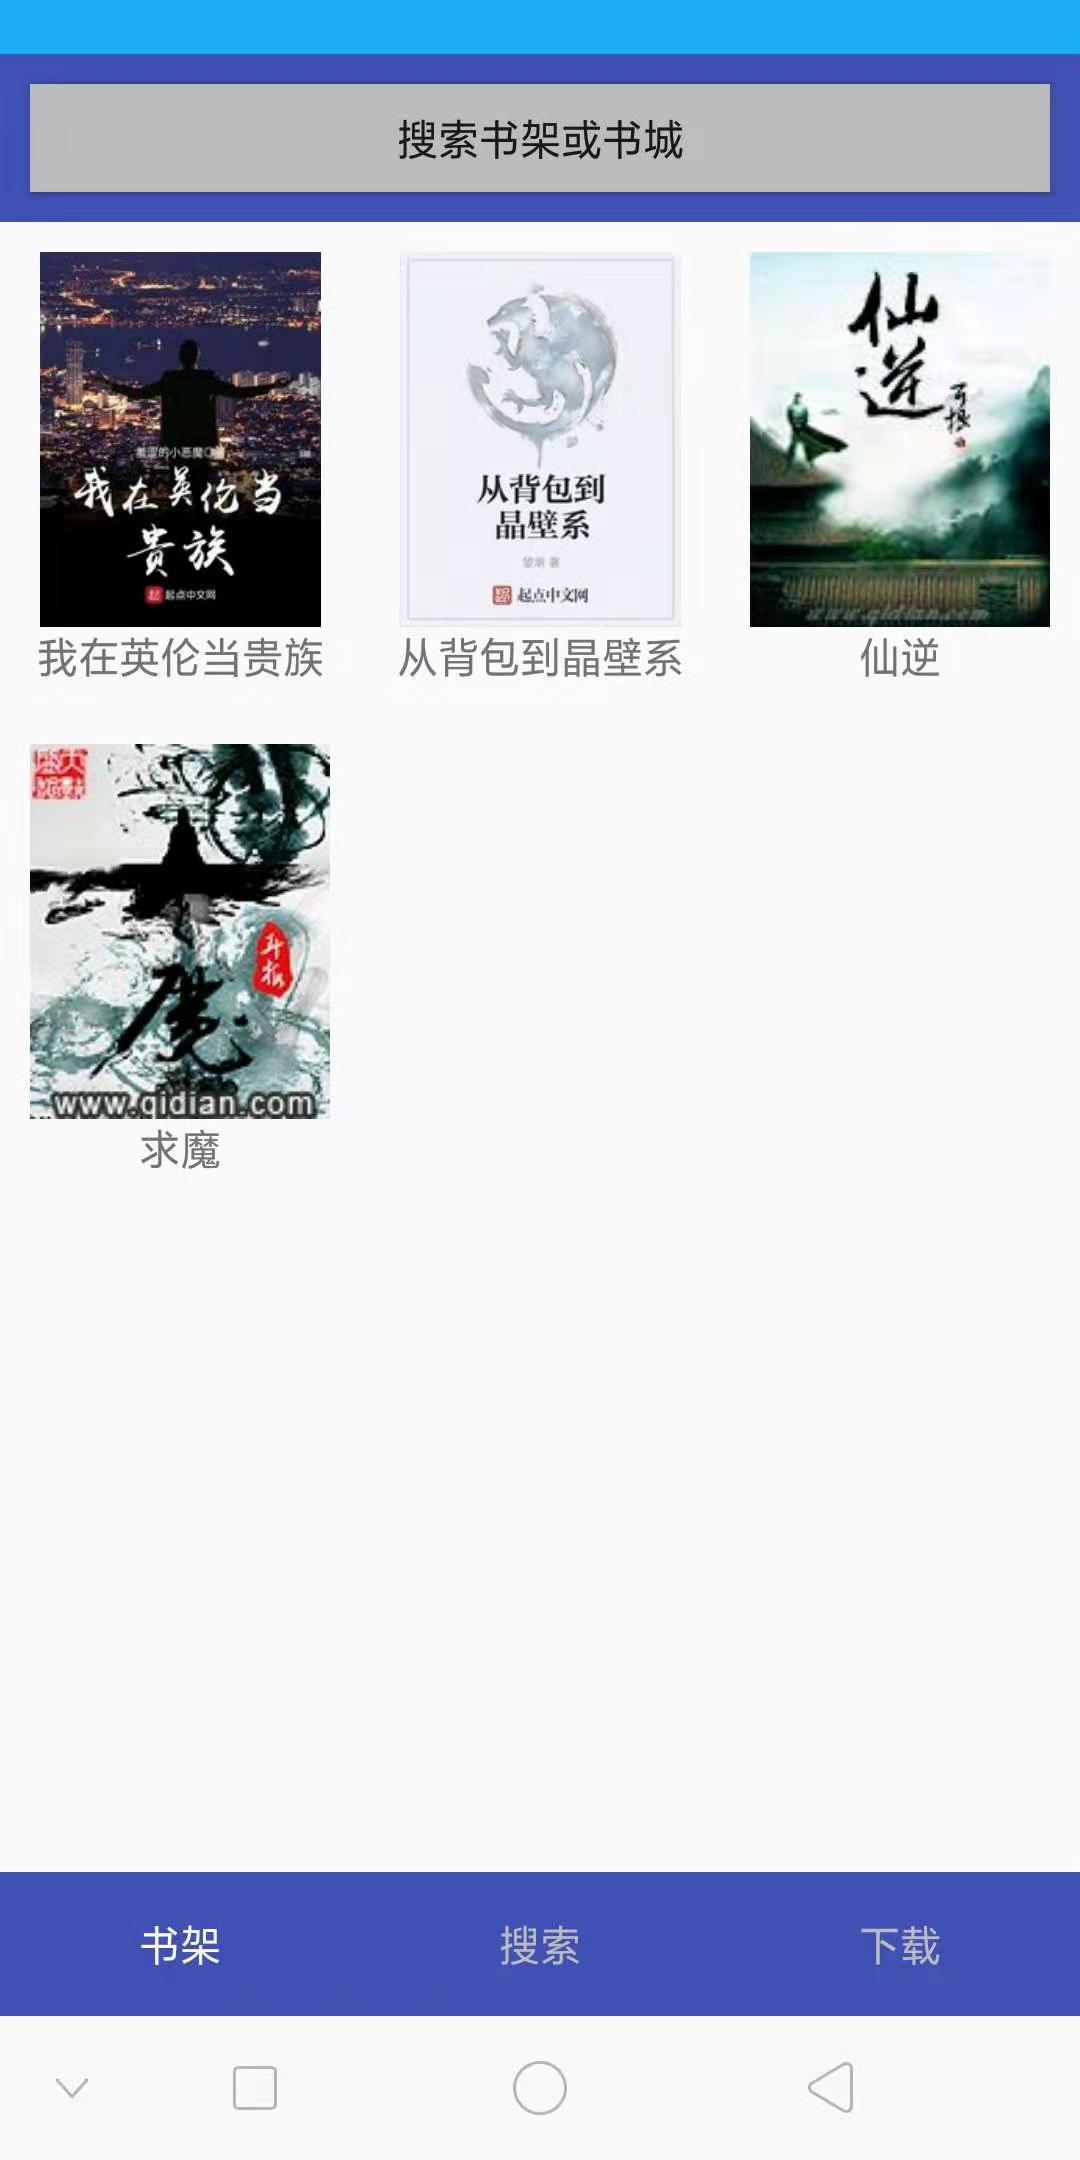 搜索书架或书城
羞涩的小恶魔
我在英伦当
贵族
起点中文网
我在英伦当贵族
从背包到
晶壁系
望潮 著
起点中文网
从背包到晶壁系
仙
逆
耳根
www.qidian.com
仙逆
魔
耳根
www.qidian.com
求魔
书架
搜索
下载